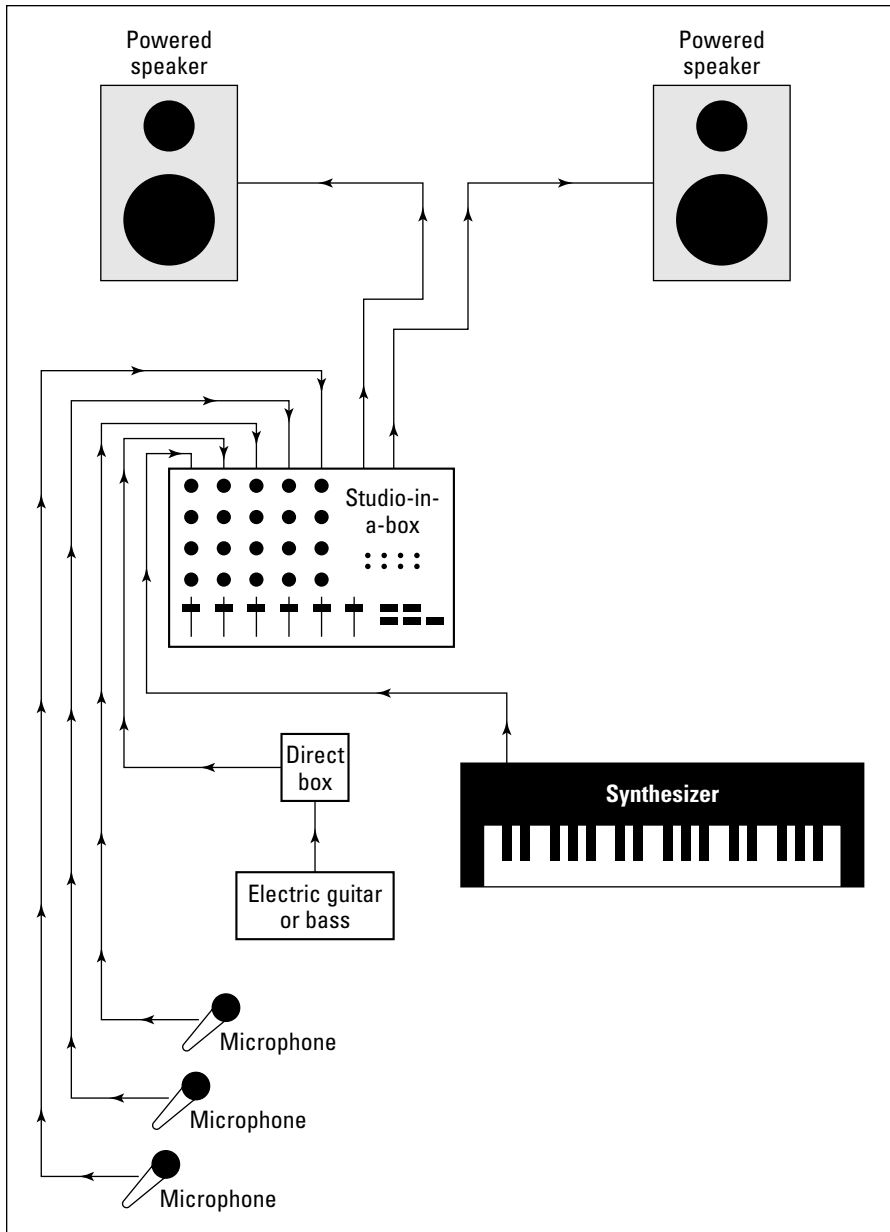 Powered
speaker
Powered
speaker
Studio-in-
a-box
Direct
box
Synthesizer
Electric guitar
or bass
Microphone
Microphone
Microphone